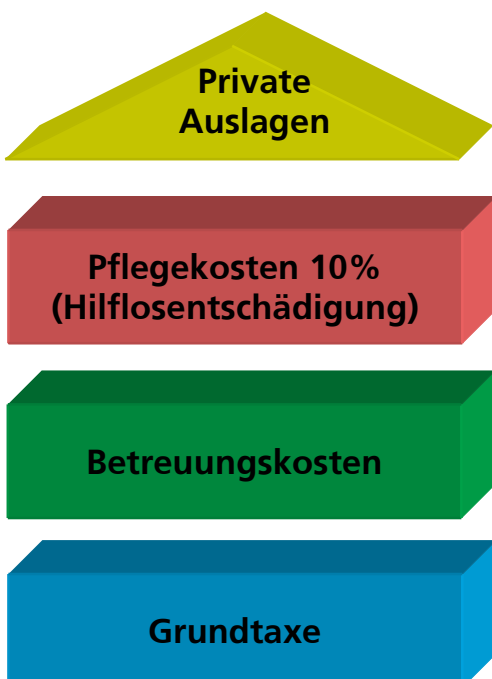 Private
Auslagen
Pflegekosten 10%
(Hilflosentschädigung)
Betreuungskosten
Grundtaxe